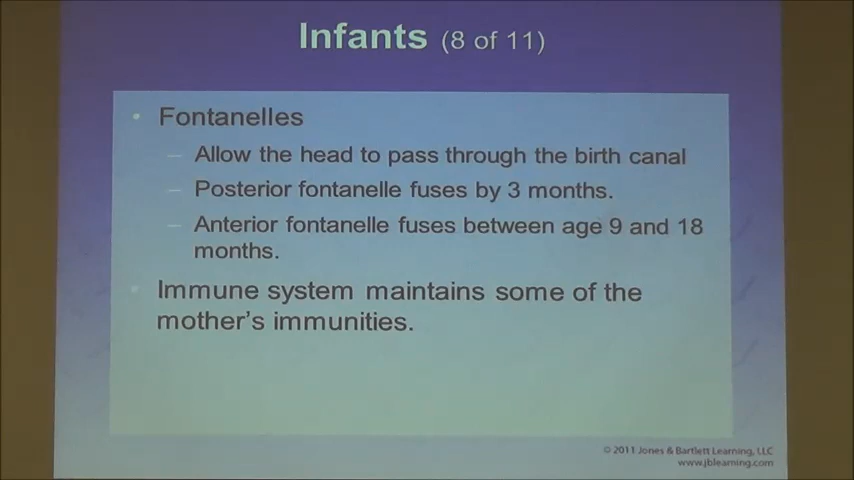 Infants (8 of 11)
• Fontanelles
– Allow the head to pass through the birth canal
– Posterior fontanelle fuses by 3 months.
– Anterior fontanelle fuses between age 9 and 18
months.
• Immune system maintains some of the
mother's immunities.
© 2011 Jones & Bartlett Learning, LLC
www.jblearning.com